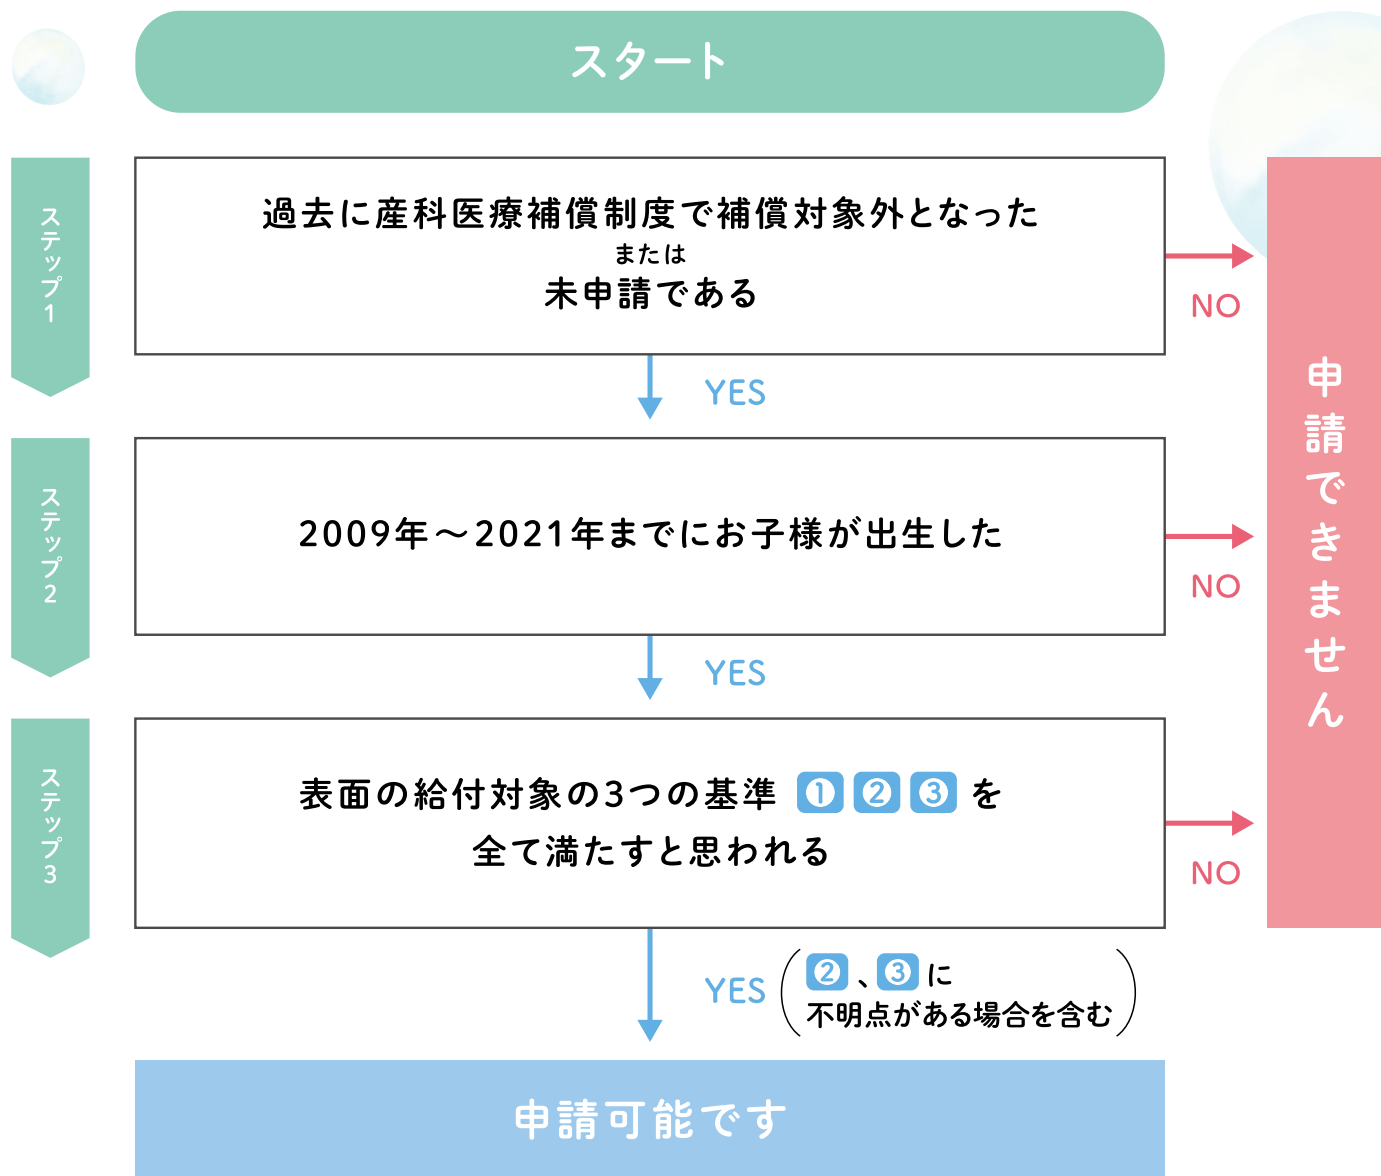 スタート
ステップ1
過去に産科医療補償制度で補償対象外となった
または
未申請である
NO
YES
ステップ2
2009年～2021年までにお子様が出生した
NO
YES
ステップ3
表面の給付対象の3つの基準 ❶ ❷ ❸ を
全て満たすと思われる
NO
YES
❷、❸に
不明点がある場合を含む
申請できません
申請可能です